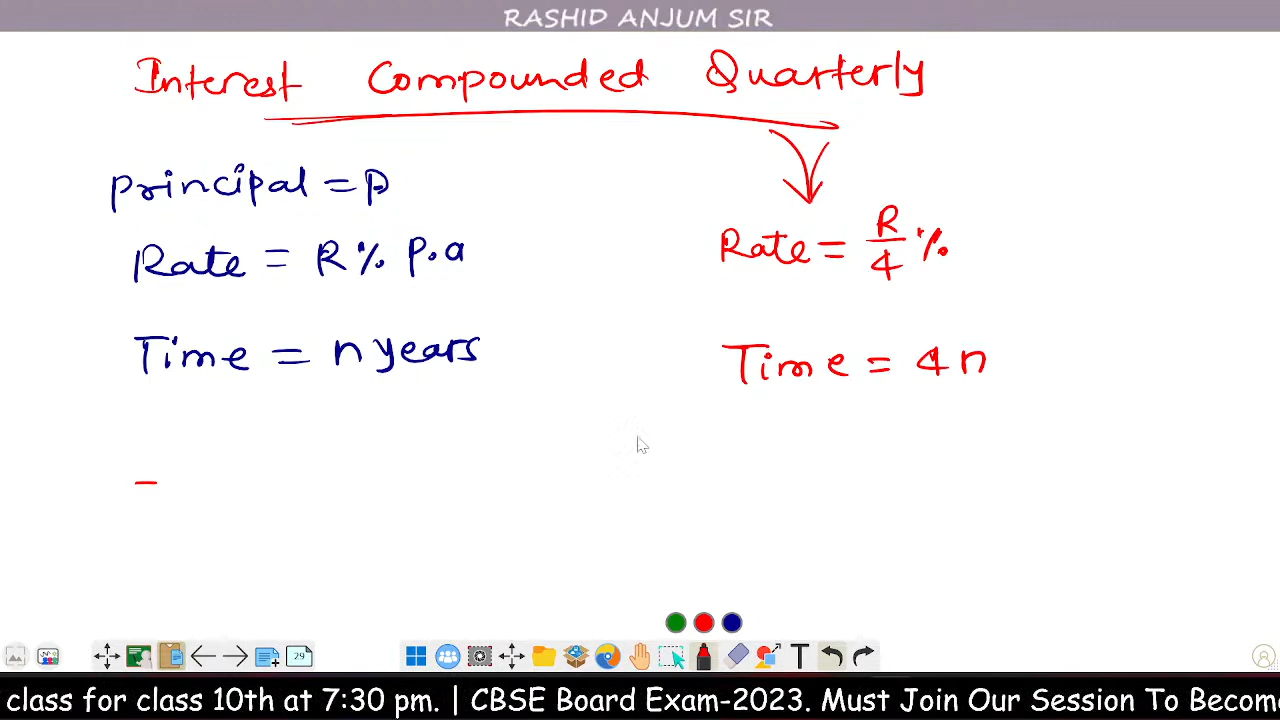 RASHID ANJUM SIR
Interest Compounded Quarterly
principal = P
Rate = R% p.a
Rate = R/4 %
Time = n years
Time = 4n
29
class for class 10th at 7:30 pm. | CBSE Board Exam-2023. Must Join Our Session To Becom